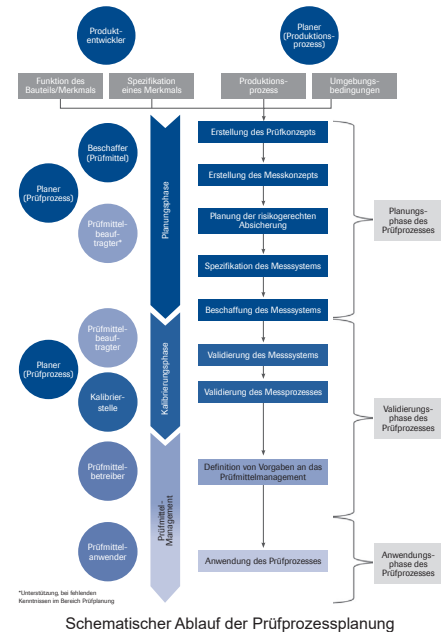 Produkt-
entwickler
Planer
(Produktions-
prozess)
Funktion des
Bauteils/Merkmals
Spezifikation
eines Merkmals
Produktions-
prozess
Umgebungs-
bedingungen
Beschaffer
(Prüfmittel)
Planer
(Prüfprozess)
Prüfmittel-
beauf-
tragter*
Planungsphase
Erstellung des Prüfkonzepts
Erstellung des Messkonzepts
Planung der risikogerechten
Absicherung
Spezifikation des Messsystems
Beschaffung des Messsystems
Planungs-
phase des
Prüfprozesses
Prüfmittel-
beauf-
tragter
Planer
(Prüfprozess)
Kalibrier-
stelle
Kalibrierungsphase
Validierung des Messsystems
Validierung des Messprozesses
Validierungs-
phase des
Prüfprozesses
Prüfmittel-
betreiber
Prüfmittel-
anwender
Prüfmittel-
Management
Definition von Vorgaben an das
Prüfmittelmanagement
Anwendung des Prüfprozesses
Anwendungs-
phase des
Prüfprozesses
*Unterstützung, bei fehlenden
Kenntnissen im Bereich Prüfplanung
Schematischer Ablauf der Prüfprozessplanung